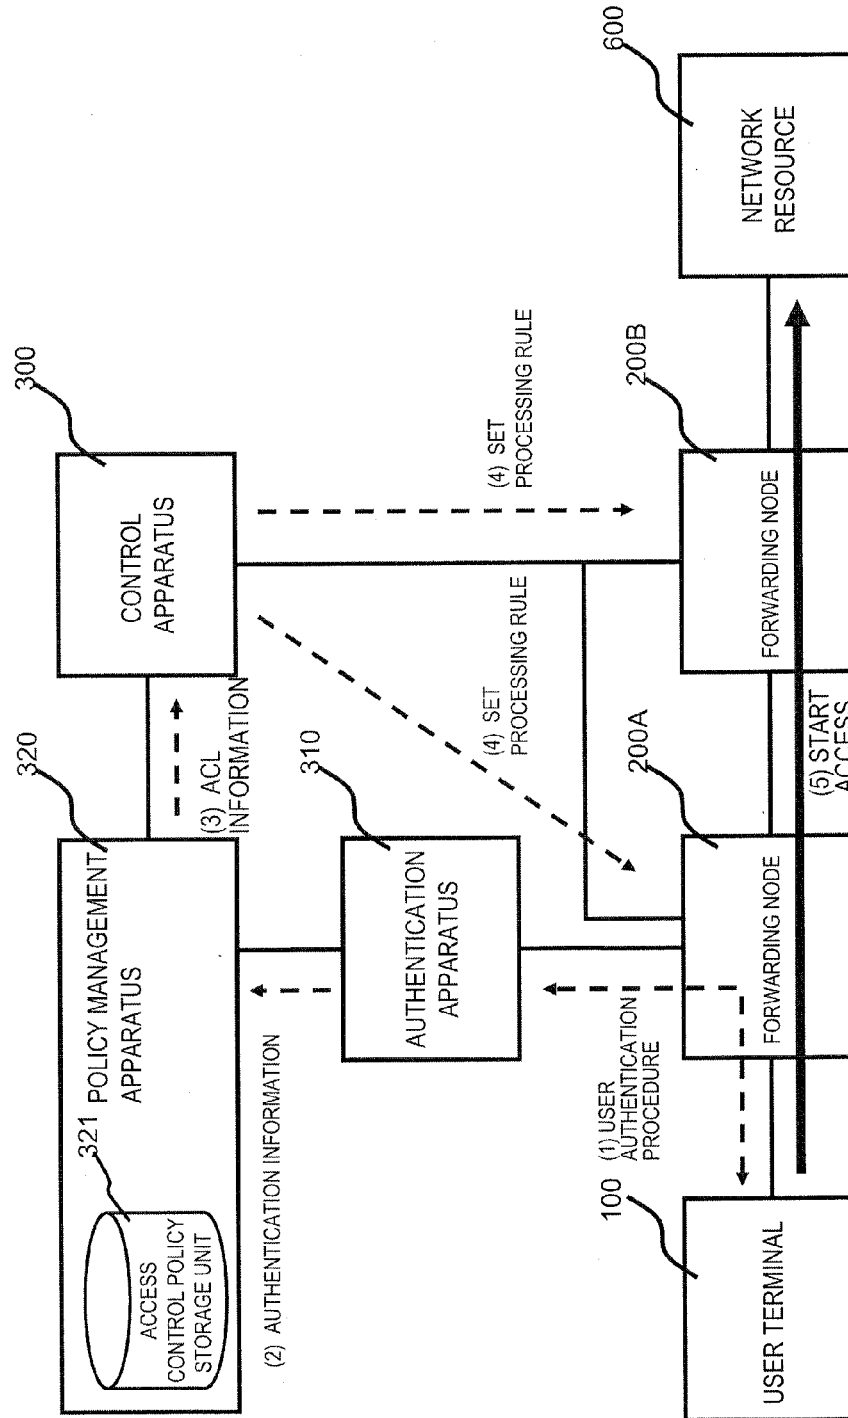 320
POLICY MANAGEMENT
APPARATUS
321
ACCESS
CONTROL POLICY
STORAGE UNIT
300
CONTROL
APPARATUS
(3) ACL
INFORMATION
(2) AUTHENTICATION INFORMATION
310
AUTHENTICATION
APPARATUS
(4) SET
PROCESSING RULE
(4) SET
PROCESSING RULE
(1) USER
AUTHENTICATION
PROCEDURE
100
USER TERMINAL
200A
FORWARDING NODE
200B
FORWARDING NODE
600
NETWORK
RESOURCE
(5) START
ACCESS